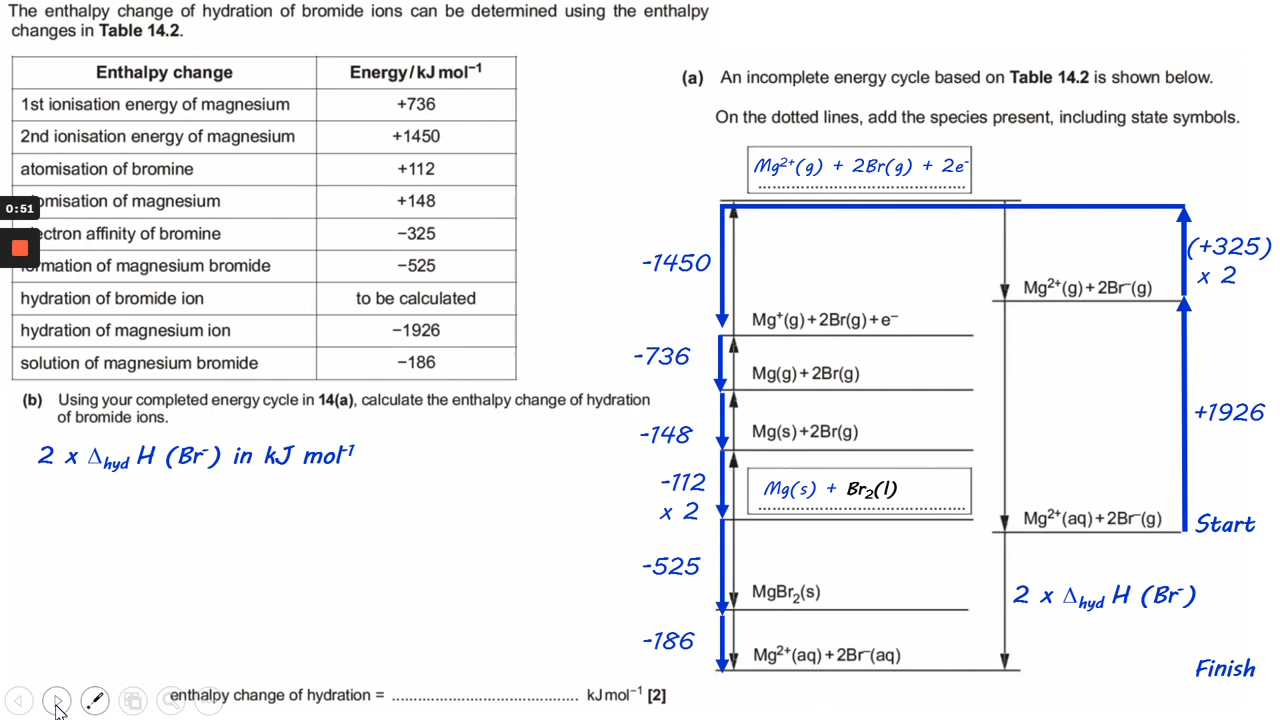 The enthalpy change of hydration of bromide ions can be determined using the enthalpy
changes in Table 14.2.
Enthalpy change Energy/kJ mol⁻¹
1st ionisation energy of magnesium +736
2nd ionisation energy of magnesium +1450
atomisation of bromine +112
omisation of magnesium +148
ectron affinity of bromine −325
rmation of magnesium bromide −525
hydration of bromide ion to be calculated
hydration of magnesium ion −1926
solution of magnesium bromide −186
0:51
(b) Using your completed energy cycle in 14(a), calculate the enthalpy change of hydration
of bromide ions.
2 x Δhyd H (Br⁻) in kJ mol⁻¹
enthalpy change of hydration = ........................................ kJ mol⁻¹ [2]
(a) An incomplete energy cycle based on Table 14.2 is shown below.
On the dotted lines, add the species present, including state symbols.
Mg²⁺(g) + 2Br(g) + 2e⁻
-1450
(+325)
x 2
Mg²⁺(g) + 2Br⁻(g)
Mg⁺(g) + 2Br(g) + e⁻
-736
Mg(g) + 2Br(g)
+1926
-148
Mg(s) + 2Br(g)
-112
x 2
Mg(s) + Br₂(l)
Mg²⁺(aq) + 2Br⁻(g)
Start
-525
MgBr₂(s)
2 x Δhyd H (Br⁻)
-186
Mg²⁺(aq) + 2Br⁻(aq)
Finish